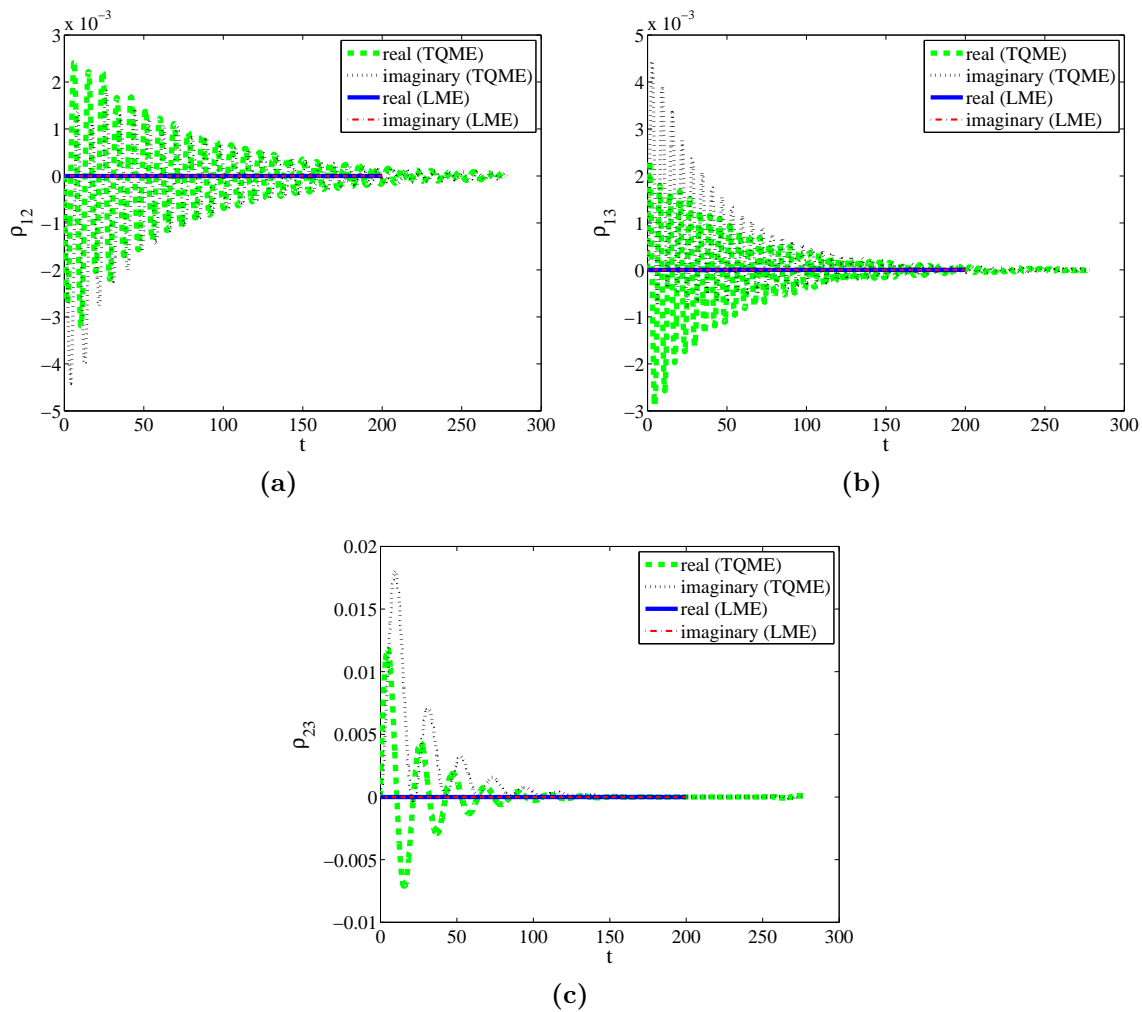 x 10⁻³
3
2
1
0
−1
−2
−3
−4
−5
ρ₁₂
0 50 100 150 200 250 300
t
real (TQME)
imaginary (TQME)
real (LME)
imaginary (LME)
(a)
x 10⁻³
5
4
3
2
1
0
−1
−2
−3
ρ₁₃
0 50 100 150 200 250 300
t
real (TQME)
imaginary (TQME)
real (LME)
imaginary (LME)
(b)
0.02
0.015
0.01
0.005
0
−0.005
−0.01
ρ₂₃
0 50 100 150 200 250 300
t
real (TQME)
imaginary (TQME)
real (LME)
imaginary (LME)
(c)